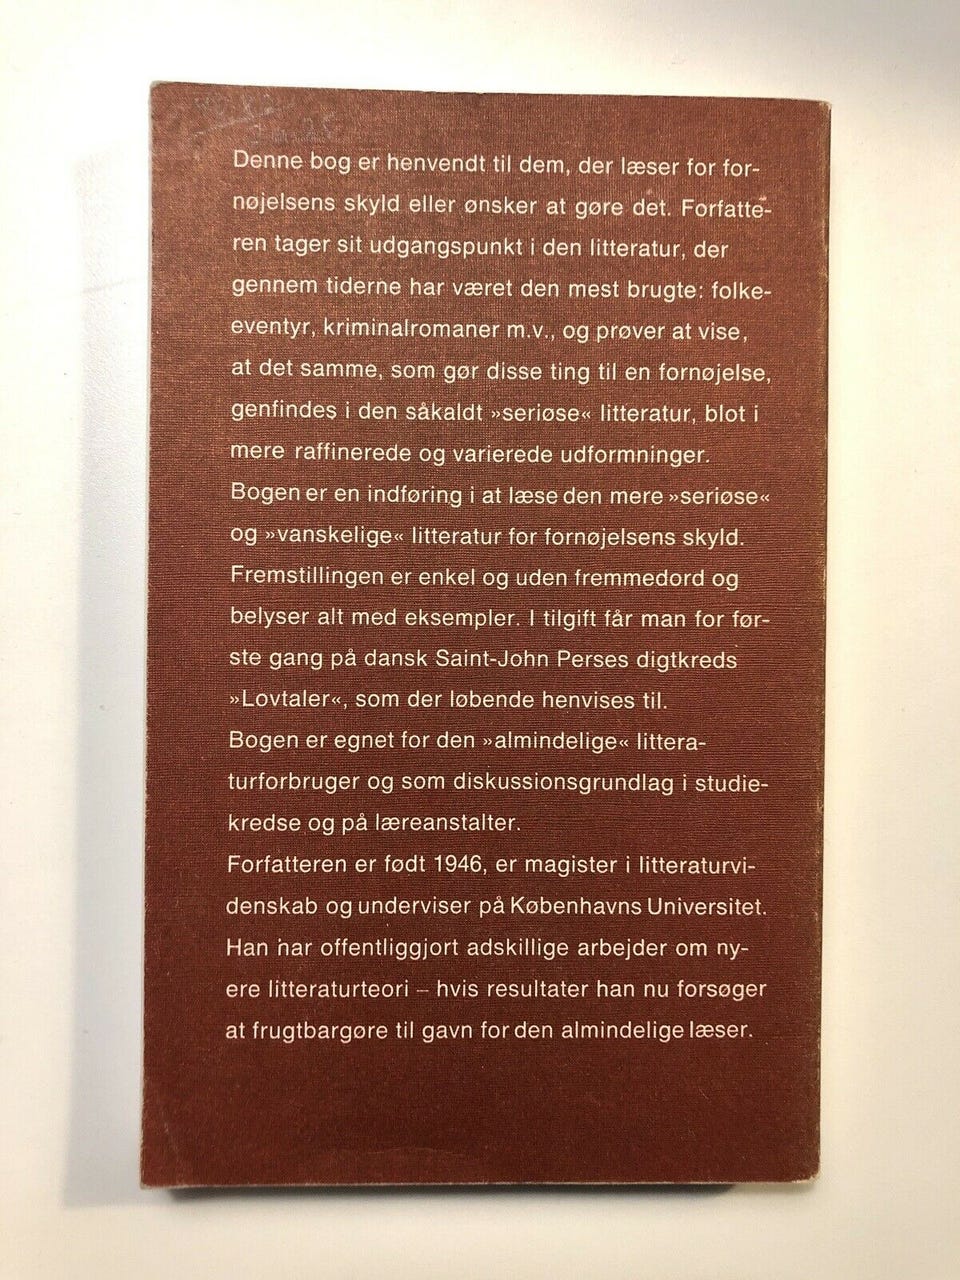 Denne bog er henvendt til dem, der læser for for-
nøjelsens skyld eller ønsker at gøre det. Forfatte-
ren tager sit udgangspunkt i den litteratur, der
gennem tiderne har været den mest brugte: folke-
eventyr, kriminalromaner m.v., og prøver at vise,
at det samme, som gør disse ting til en fornøjelse,
genfindes i den såkaldt »seriøse« litteratur, blot i
mere raffinerede og varierede udformninger.
Bogen er en indføring i at læse den mere »seriøse«
og »vanskelige« litteratur for fornøjelsens skyld.
Fremstillingen er enkel og uden fremmedord og
belyser alt med eksempler. I tilgift får man for før-
ste gang på dansk Saint-John Perses digtkreds
»Lovtaler«, som der løbende henvises til.
Bogen er egnet for den »almindelige« littera-
turforbruger og som diskussionsgrundlag i studie-
kredse og på læreanstalter.
Forfatteren er født 1946, er magister i litteraturvi-
denskab og underviser på Københavns Universitet.
Han har offentliggjort adskillige arbejder om ny-
ere litteraturteori – hvis resultater han nu forsøger
at frugtbargøre til gavn for den almindelige læser.